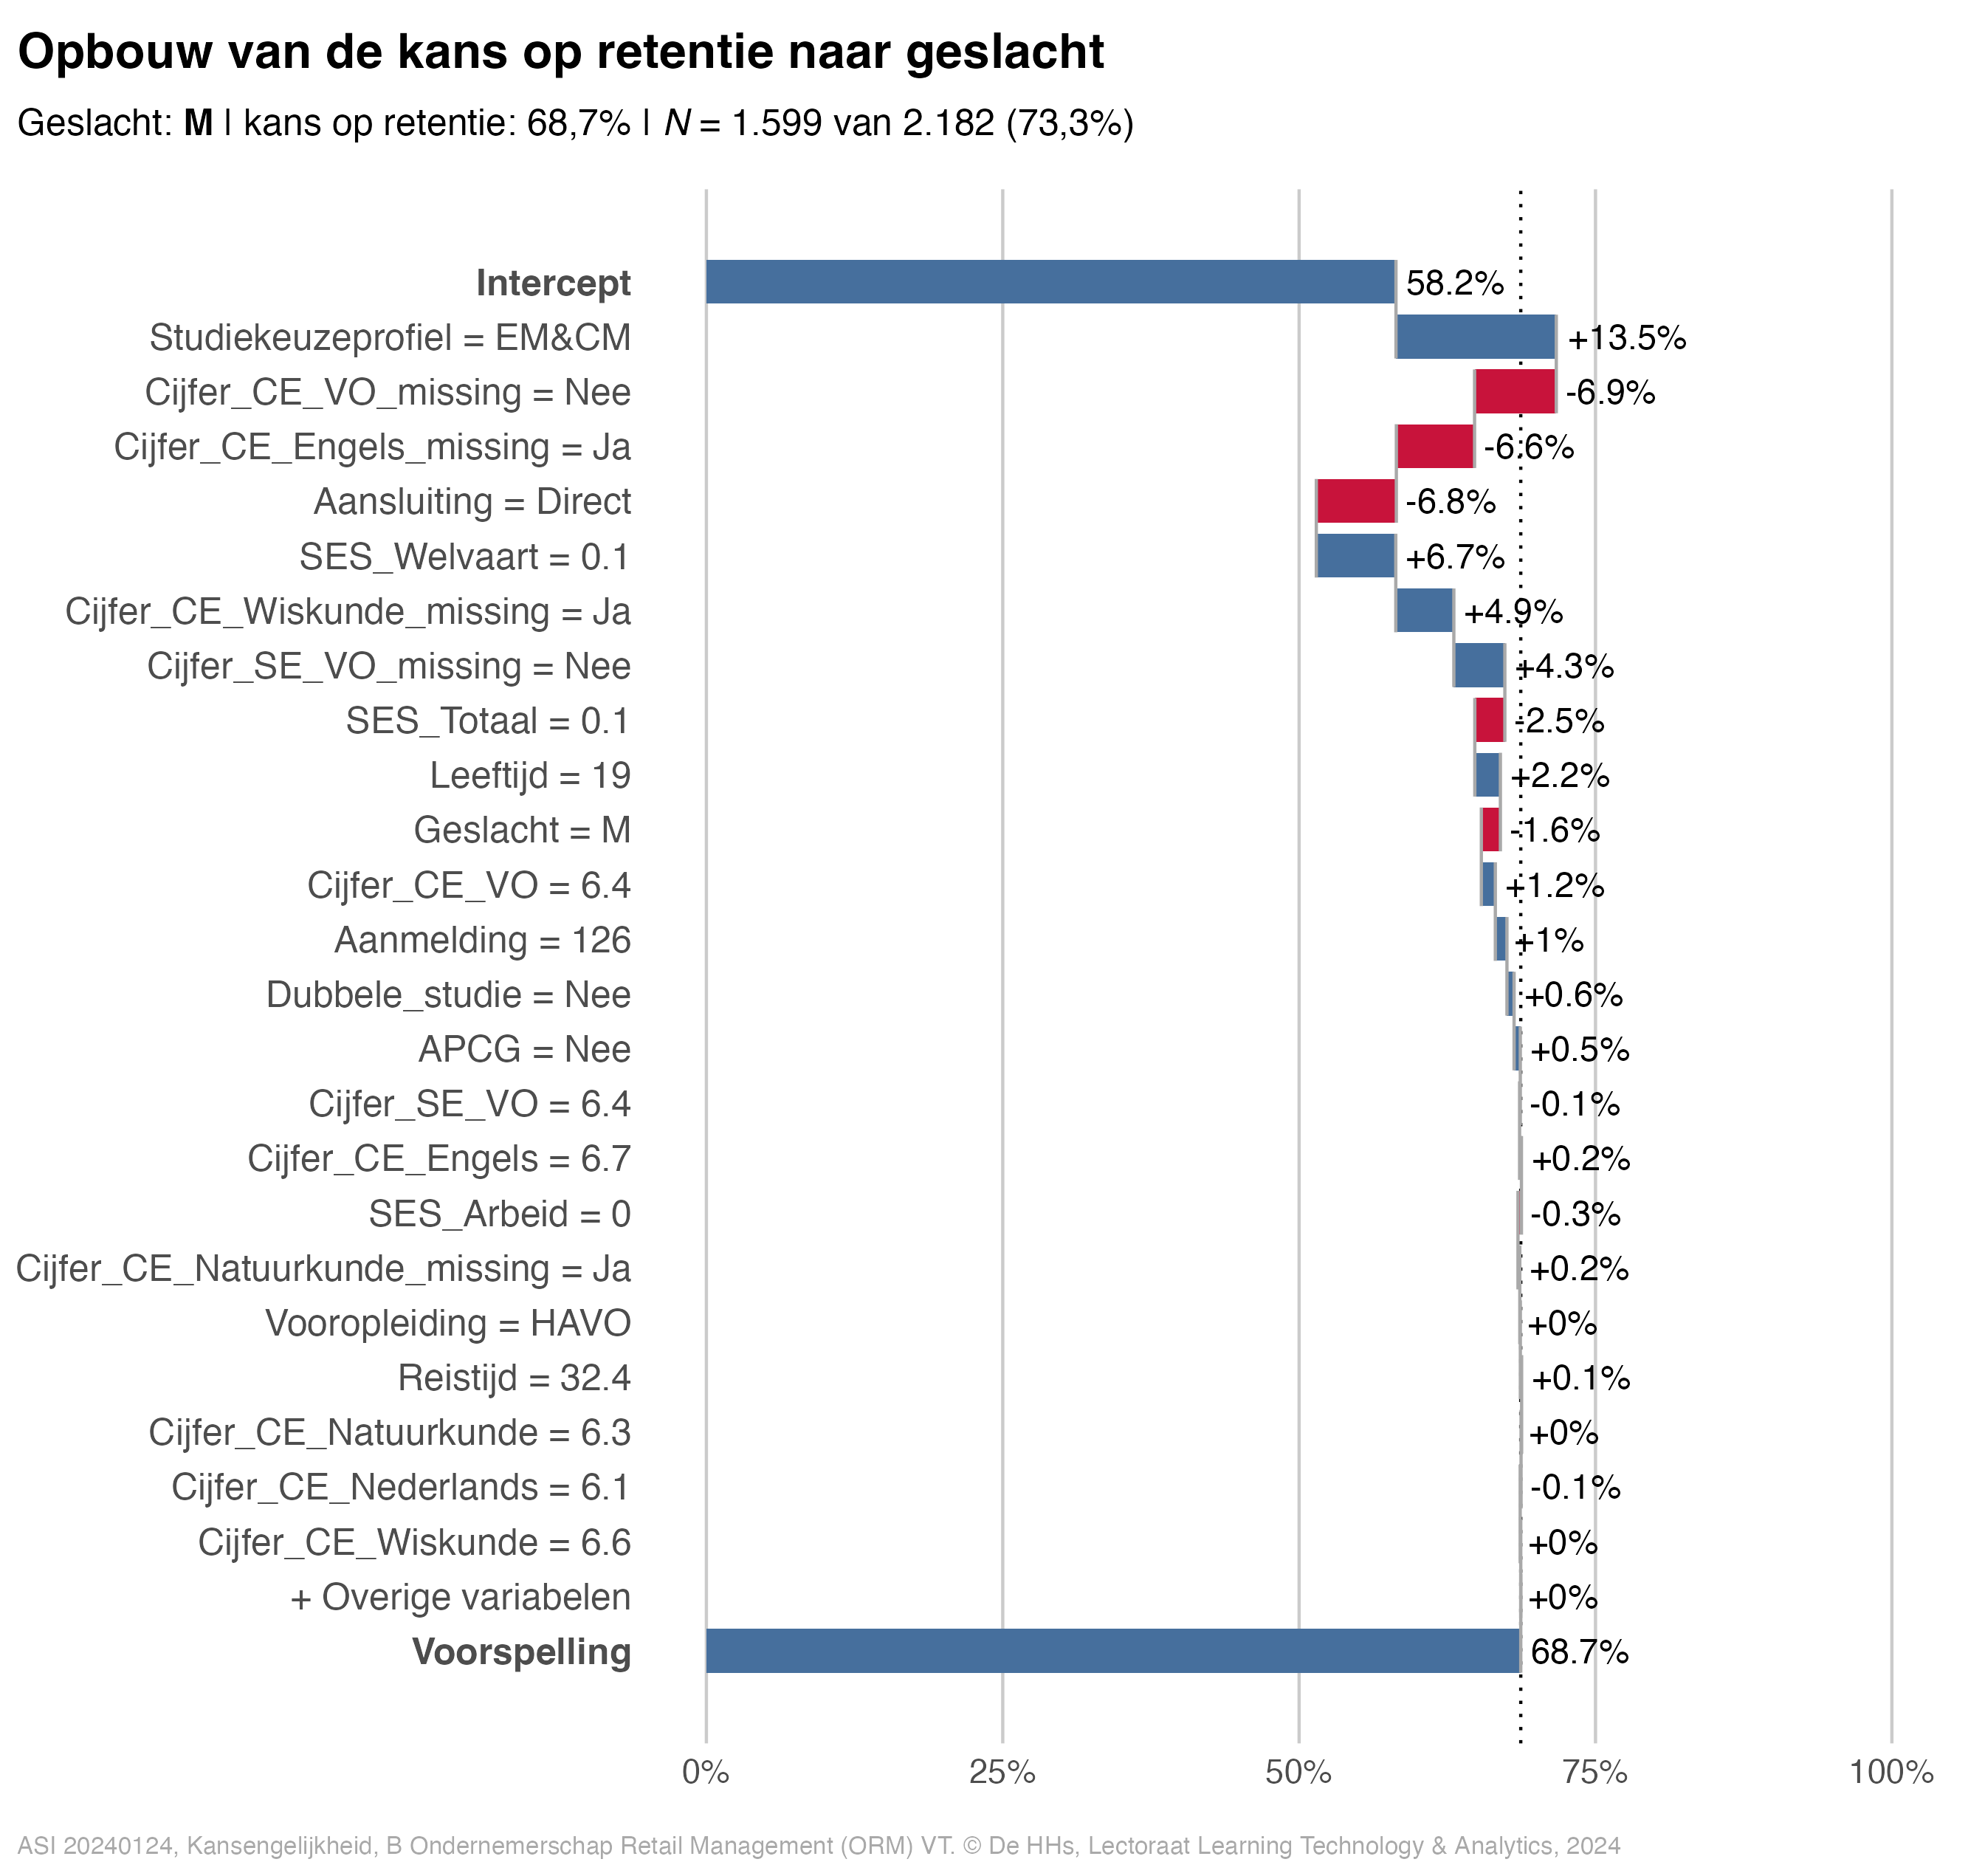 Opbouw van de kans op retentie naar geslacht
Geslacht: M | kans op retentie: 68,7% | N = 1.599 van 2.182 (73,3%)
Intercept 58.2%
Studiekeuzeprofiel = EM&CM +13.5%
Cijfer_CE_VO_missing = Nee -6.9%
Cijfer_CE_Engels_missing = Ja -6.6%
Aansluiting = Direct -6.8%
SES_Welvaart = 0.1 +6.7%
Cijfer_CE_Wiskunde_missing = Ja +4.9%
Cijfer_SE_VO_missing = Nee +4.3%
SES_Totaal = 0.1 -2.5%
Leeftijd = 19 +2.2%
Geslacht = M -1.6%
Cijfer_CE_VO = 6.4 +1.2%
Aanmelding = 126 +1%
Dubbele_studie = Nee +0.6%
APCG = Nee +0.5%
Cijfer_SE_VO = 6.4 -0.1%
Cijfer_CE_Engels = 6.7 +0.2%
SES_Arbeid = 0 -0.3%
Cijfer_CE_Natuurkunde_missing = Ja +0.2%
Vooropleiding = HAVO +0%
Reistijd = 32.4 +0.1%
Cijfer_CE_Natuurkunde = 6.3 +0%
Cijfer_CE_Nederlands = 6.1 -0.1%
Cijfer_CE_Wiskunde = 6.6 +0%
+ Overige variabelen +0%
Voorspelling 68.7%
0% 25% 50% 75% 100%
ASI 20240124, Kansengelijkheid, B Ondernemerschap Retail Management (ORM) VT. © De HHs, Lectoraat Learning Technology & Analytics, 2024